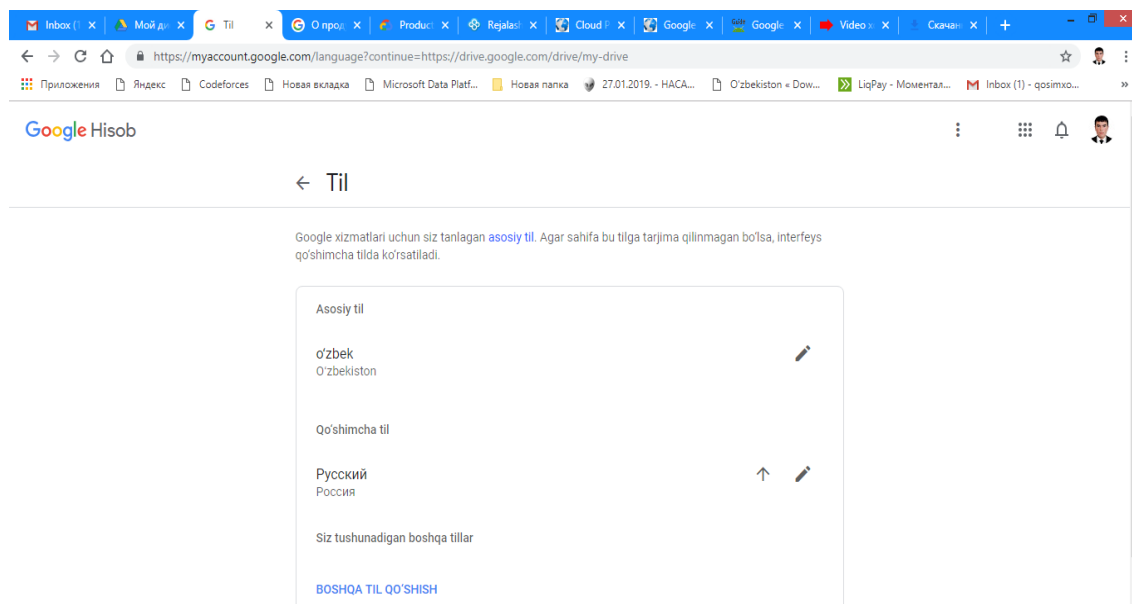 Inbox (1
Мой ди
Til
О прод
Product
Rejalash
Cloud P
Google
Google
Video x
Скачан
https://myaccount.google.com/language?continue=https://drive.google.com/drive/my-drive
Приложения
Яндекс
Codeforces
Новая вкладка
Microsoft Data Platf...
Новая папка
27.01.2019. - НАСА...
O'zbekiston « Dow...
LiqPay - Моментал...
Inbox (1) - qosimxo...
Google Hisob
Til
Google xizmatlari uchun siz tanlagan asosiy til. Agar sahifa bu tilga tarjima qilinmagan bo'lsa, interfeys
qo'shimcha tilda ko'rsatiladi.
Asosiy til
o'zbek
O'zbekiston
Qo'shimcha til
Русский
Россия
Siz tushunadigan boshqa tillar
BOSHQA TIL QO'SHISH